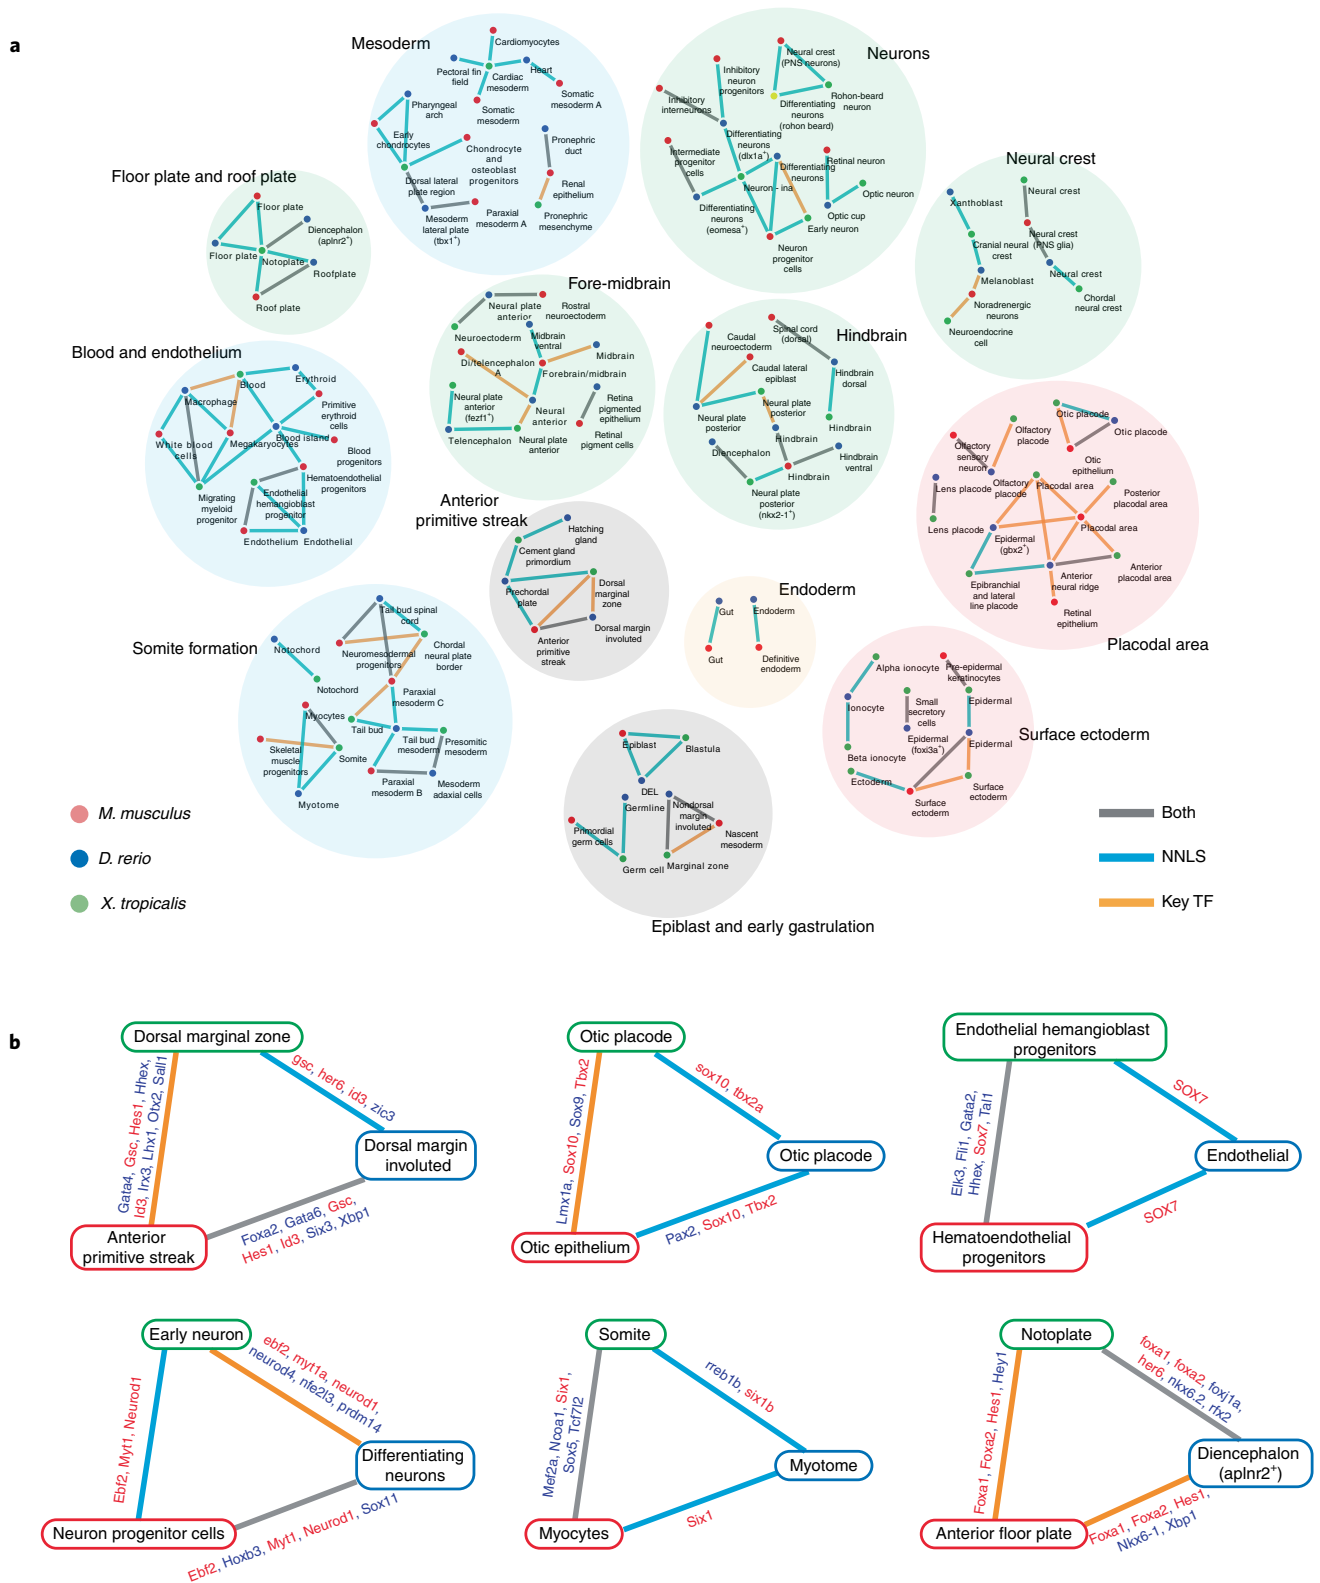 a
Mesoderm
Cardiomyocytes
Pectoral fin
field
Cardiac
mesoderm
Heart
Somatic
mesoderm A
Somatic
mesoderm
Pharyngeal
arch
Early
chondrocytes
Chondrocyte
and
osteoblast
progenitors
Pronephric
duct
Renal
epithelium
Pronephric
mesenchyme
Dorsal lateral
plate region
Mesoderm
lateral plate
(tbx1+)
Paraxial
mesoderm A
Neurons
Neural crest
(PNS neurons)
Inhibitory
neuron
progenitors
Rohon-beard
neuron
Inhibitory
interneurons
Differentiating
neurons
(rohon beard)
Differentiating
neurons
(dlx1a+)
Intermediate
progenitor
cells
Differentiating
neurons
Retinal neuron
Neuron - ina
Optic neuron
Differentiating
neurons
(eomesa+)
Optic cup
Early neuron
Neuron
progenitor
cells
Neural crest
Xanthoblast
Neural crest
Neural crest
(PNS glia)
Cranial neural
crest
Neural crest
Melanoblast
Chordal
neural crest
Noradrenergic
neurons
Neuroendocrine
cell
Floor plate and roof plate
Floor plate
Diencephalon
(aplnr2+)
Floor plate
Notoplate
Roofplate
Roof plate
Fore-midbrain
Neural plate
anterior
Rostral
neuroectoderm
Neuroectoderm
Midbrain
ventral
Midbrain
Di/telencephalon
A
Forebrain/midbrain
Neural plate
anterior
(fezf1+)
Neural
anterior
Retina
pigmented
epithelium
Telencephalon
Neural plate
anterior
Retinal
pigment cells
Hindbrain
Caudal
neuroectoderm
Spinal cord
(dorsal)
Caudal lateral
epiblast
Hindbrain
dorsal
Neural plate
posterior
Neural plate
posterior
Hindbrain
Hindbrain
Diencephalon
Hindbrain
ventral
Hindbrain
Neural plate
posterior
(nkx2-1+)
Blood and endothelium
Blood
Erythroid
Macrophage
Primitive
erythroid
cells
White blood
cells
Megakaryocytes
Blood island
Blood
progenitors
Hematoendothelial
progenitors
Migrating
myeloid
progenitor
Endothelial
hemangioblast
progenitor
Endothelium
Endothelial
Placodal area
Otic placode
Otic placode
Olfactory
placode
Olfactory
sensory
neuron
Otic
epithelium
Lens placode
Olfactory
placode
Placodal area
Posterior
placodal area
Lens placode
Placodal area
Epidermal
(gbx2+)
Anterior
placodal area
Epibranchial
and lateral
line placode
Anterior
neural ridge
Retinal
epithelium
Anterior
primitive streak
Hatching
gland
Cement gland
primordium
Prechordal
plate
Dorsal
marginal
zone
Dorsal margin
involuted
Anterior
primitive
streak
Endoderm
Gut
Endoderm
Gut
Definitive
endoderm
Surface ectoderm
Alpha ionocyte
Pre-epidermal
keratinocytes
Ionocyte
Small
secretory
cells
Epidermal
Epidermal
(foxi3a+)
Epidermal
Beta ionocyte
Ectoderm
Surface
ectoderm
Surface
ectoderm
Somite formation
Tail bud spinal
cord
Notochord
Neuromesodermal
progenitors
Chordal
neural plate
border
Notochord
Paraxial
mesoderm C
Myocytes
Tail bud
Tail bud
mesoderm
Presomitic
mesoderm
Skeletal
muscle
progenitors
Somite
Paraxial
mesoderm B
Mesoderm
adaxial cells
Myotome
Epiblast
Blastula
DEL
Germline
Nondorsal
margin
involuted
Primordial
germ cells
Nascent
mesoderm
Germ cell
Marginal zone
Epiblast and early gastrulation
M. musculus
D. rerio
X. tropicalis
Both
NNLS
Key TF
b
Dorsal marginal zone
Gata4, Gsc, Hes1, Hhex,
Id3, Irx3, Lhx1, Otx2, Sall1
gsc, her6, id3, zic3
Dorsal margin
involuted
Foxa2, Gata6, Gsc,
Hes1, Id3, Six3, Xbp1
Anterior
primitive streak
Otic placode
Lmx1a, Sox10, Sox9, Tbx2
sox10, tbx2a
Otic placode
Pax2, Sox10, Tbx2
Otic epithelium
Endothelial hemangioblast
progenitors
Elk3, Fli1, Gata2,
Hhex, Sox7, Tal1
SOX7
Endothelial
SOX7
Hematoendothelial
progenitors
Early neuron
Ebf2, Myt1, Neurod1
ebf2, myt1a, neurod1,
neurod4, nfe2l3, prdm14
Differentiating
neurons
Ebf2, Hoxb3, Myt1, Neurod1, Sox11
Neuron progenitor cells
Somite
Mef2a, Ncoa1, Six1,
Sox5, Tcf7l2
rreb1b, six1b
Myotome
Six1
Myocytes
Notoplate
Foxa1, Foxa2, Hes1, Hey1
foxa1, foxa2, foxj1a,
her6, nkx6.2, rfx2
Diencephalon
(aplnr2+)
Foxa1, Foxa2, Hes1,
Nkx6-1, Xbp1
Anterior floor plate